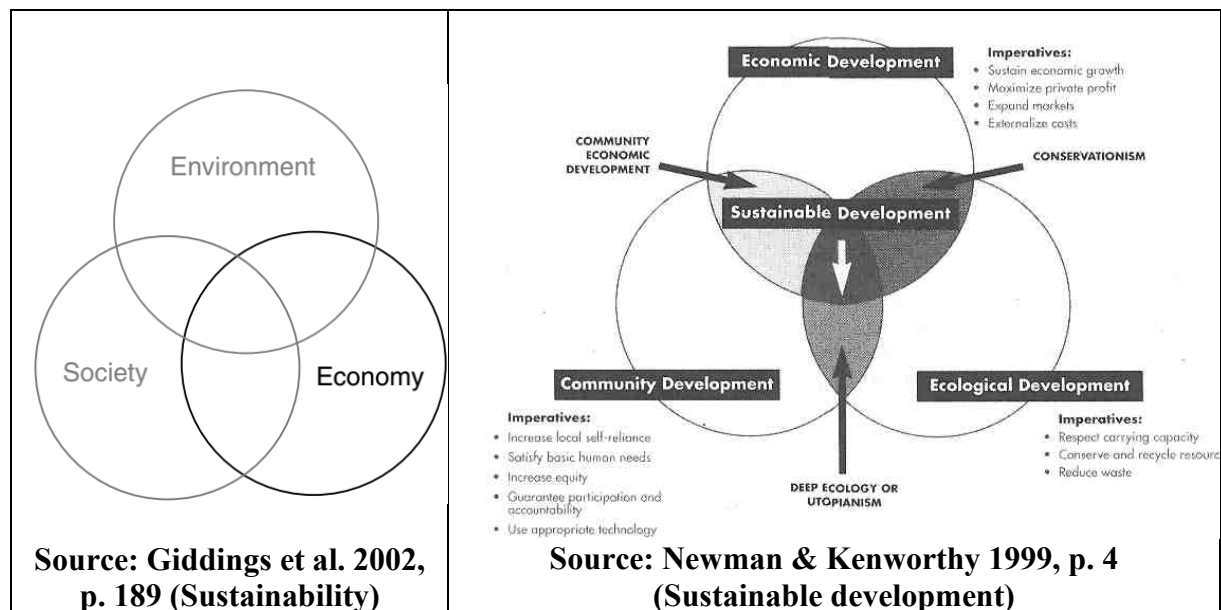 Environment
Society
Economy
Source: Giddings et al. 2002,
p. 189 (Sustainability)
Economic Development
Imperatives:
• Sustain economic growth
• Maximize private profit
• Expand markets
• Externalize costs
COMMUNITY
ECONOMIC
DEVELOPMENT
CONSERVATIONISM
Sustainable Development
Community Development
Ecological Development
Imperatives:
• Increase local self-reliance
• Satisfy basic human needs
• Increase equity
• Guarantee participation and
accountability
• Use appropriate technology
Imperatives:
• Respect carrying capacity
• Conserve and recycle resourc
• Reduce waste
DEEP ECOLOGY OR
UTOPIANISM
Source: Newman & Kenworthy 1999, p. 4
(Sustainable development)